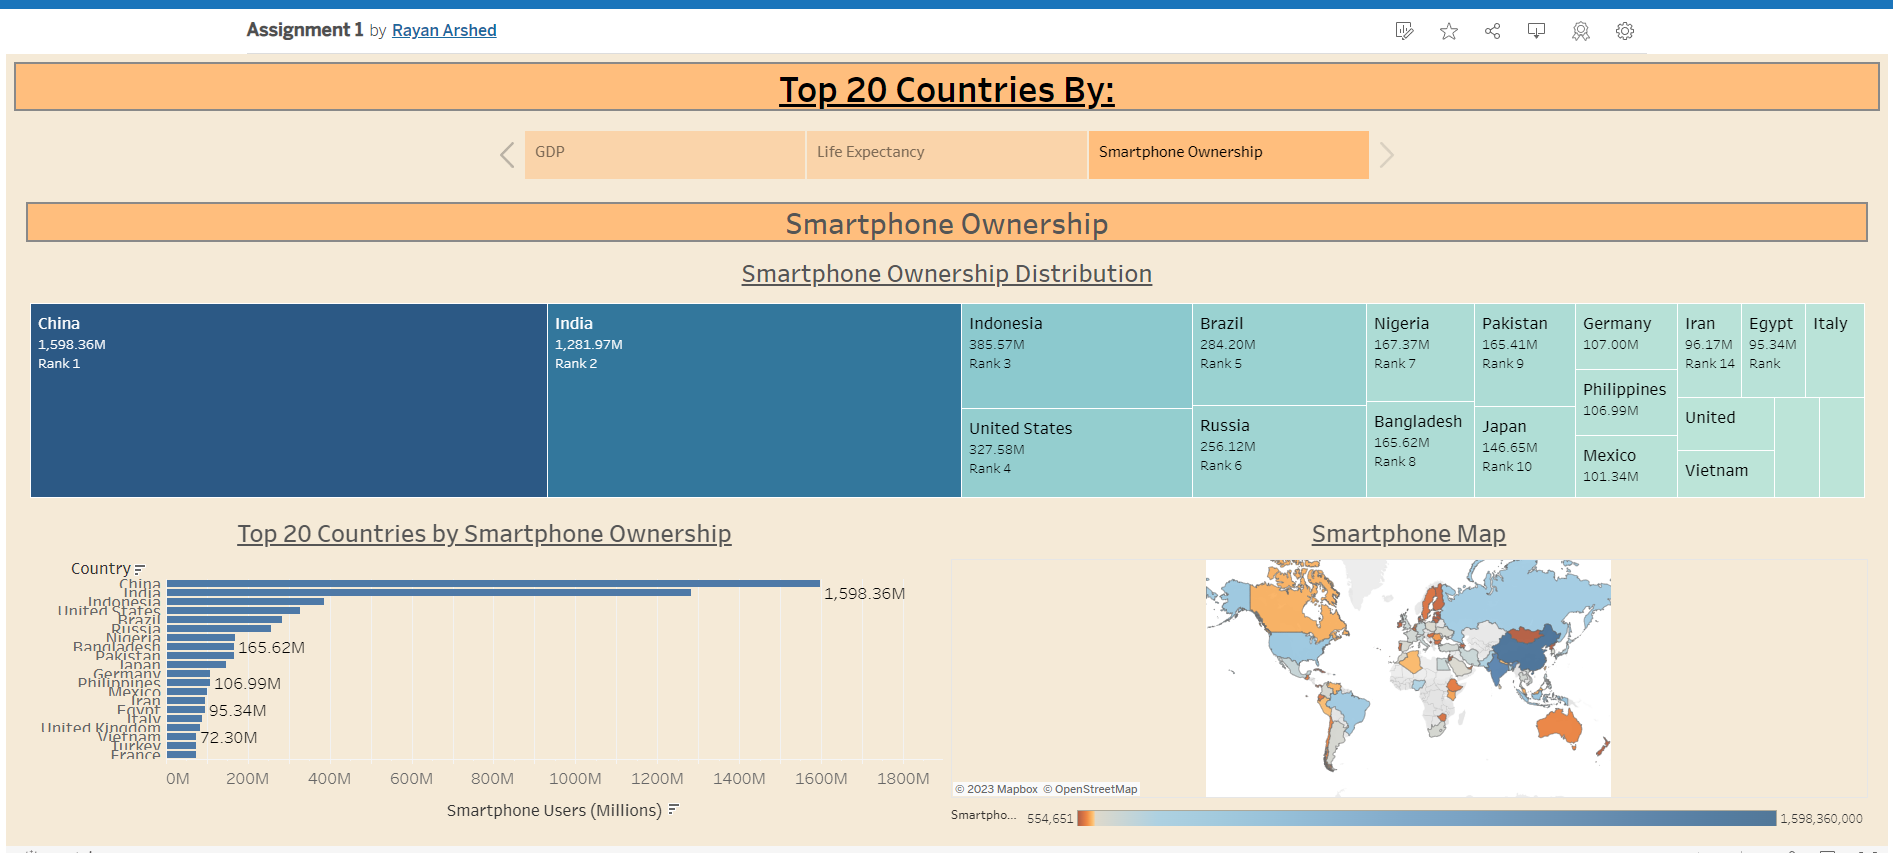 Assignment 1 by Rayan Arshed
Top 20 Countries By:
GDP
Life Expectancy
Smartphone Ownership
Smartphone Ownership
Smartphone Ownership Distribution
China
1,598.36M
Rank 1
India
1,281.97M
Rank 2
Indonesia
385.57M
Rank 3
United States
327.58M
Rank 4
Brazil
284.20M
Rank 5
Russia
256.12M
Rank 6
Nigeria
167.37M
Rank 7
Bangladesh
165.62M
Rank 8
Pakistan
165.41M
Rank 9
Japan
146.65M
Rank 10
Germany
107.00M
Philippines
106.99M
Mexico
101.34M
Iran
96.17M
Rank 14
Egypt
95.34M
Rank
Italy
United
Vietnam
Top 20 Countries by Smartphone Ownership
Country
China
India
Indonesia
United States
Brazil
Russia
Nigeria
Bangladesh
Pakistan
Japan
Germany
Philippines
Mexico
Iran
Egypt
Italy
United Kingdom
Vietnam
Turkey
France
1,598.36M
165.62M
106.99M
95.34M
72.30M
0M 200M 400M 600M 800M 1000M 1200M 1400M 1600M 1800M
Smartphone Users (Millions)
Smartphone Map
© 2023 Mapbox © OpenStreetMap
Smartpho... 554,651 1,598,360,000